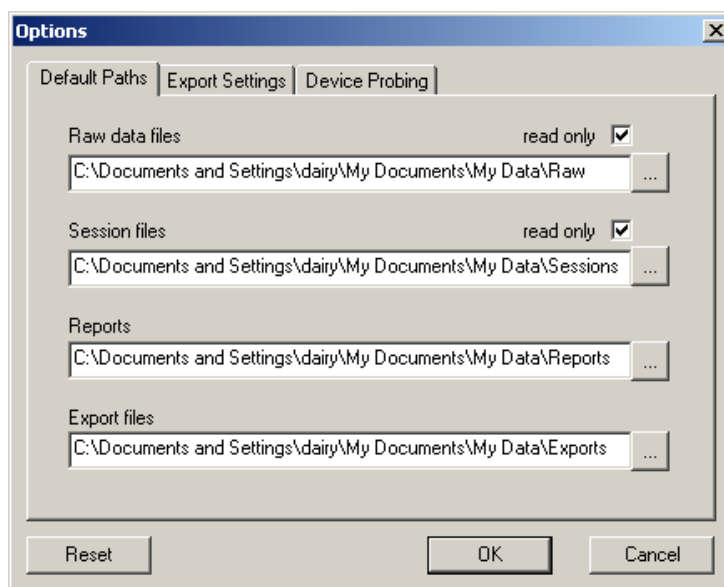 Options
Default Paths Export Settings Device Probing
Raw data files read only
C:\Documents and Settings\dairy\My Documents\My Data\Raw ...
Session files read only
C:\Documents and Settings\dairy\My Documents\My Data\Sessions ...
Reports
C:\Documents and Settings\dairy\My Documents\My Data\Reports ...
Export files
C:\Documents and Settings\dairy\My Documents\My Data\Exports ...
Reset OK Cancel